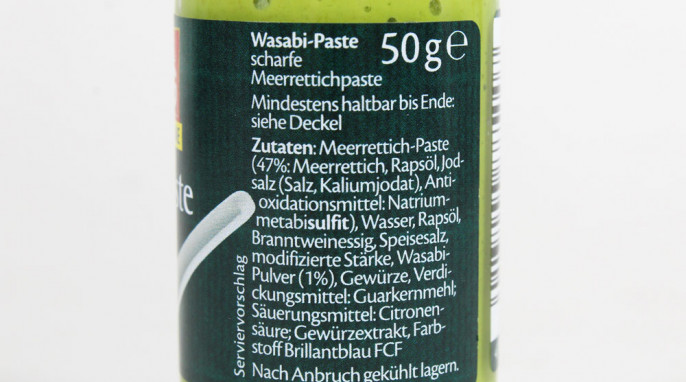 Wasabi-Paste
scharfe
Meerrettichpaste
50g℮
Mindestens haltbar bis Ende:
siehe Deckel
Zutaten: Meerrettich-Paste
(47%: Meerrettich, Rapsöl, Jod-
salz (Salz, Kaliumjodat), Anti-
oxidationsmittel: Natrium-
metabisulfit), Wasser, Rapsöl,
Branntweinessig, Speisesalz,
modifizierte Stärke, Wasabi-
Pulver (1%), Gewürze, Verdi-
ckungsmittel: Guarkernmehl;
Säuerungsmittel: Citronen-
säure; Gewürzextrakt, Farb-
stoff Brillantblau FCF
Nach Anbruch gekühlt lagern.
Serviervorschlag